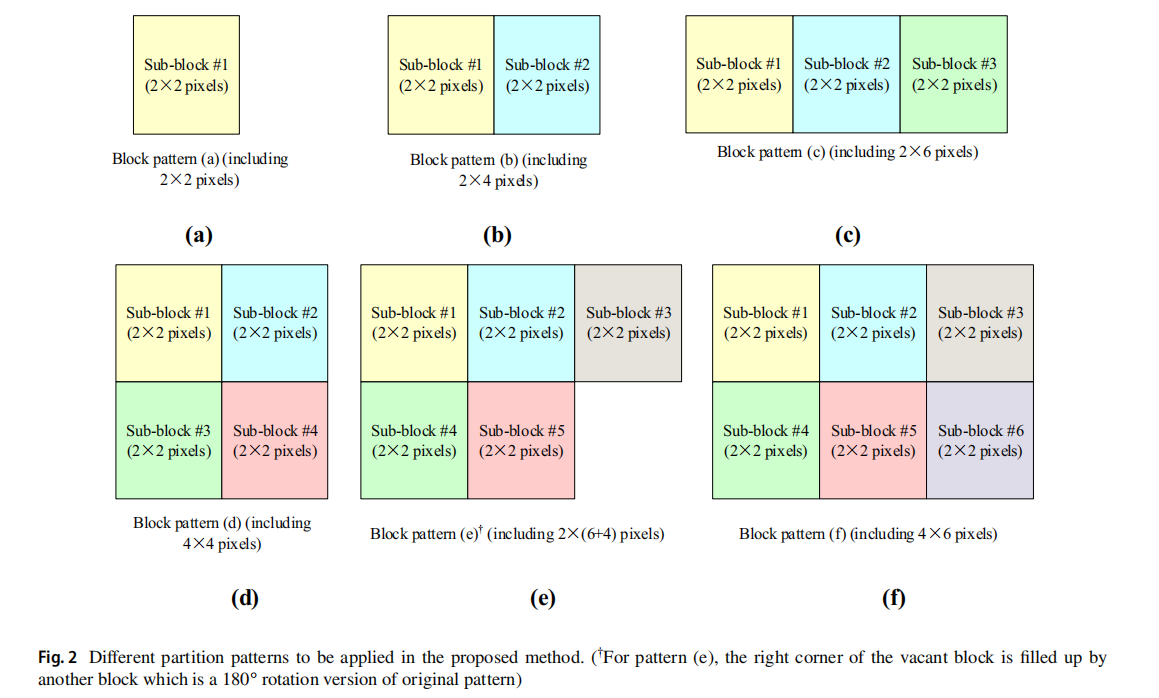 Sub-block #1 Sub-block #1 Sub-block #2 Sub-block #1 Sub-block #2 Sub-block #3
(2×2 pixels) (2×2 pixels) (2×2 pixels) (2×2 pixels) (2×2 pixels) (2×2 pixels)
Block pattern (a) (including
2×2 pixels)
Block pattern (b) (including
2×4 pixels)
Block pattern (c) (including 2×6 pixels)
(a) (b) (c)
Sub-block #1 Sub-block #2 Sub-block #1 Sub-block #2 Sub-block #3 Sub-block #1 Sub-block #2 Sub-block #3
(2×2 pixels) (2×2 pixels) (2×2 pixels) (2×2 pixels) (2×2 pixels) (2×2 pixels) (2×2 pixels) (2×2 pixels)
Sub-block #3 Sub-block #4 Sub-block #4 Sub-block #5 Sub-block #4 Sub-block #5 Sub-block #6
(2×2 pixels) (2×2 pixels) (2×2 pixels) (2×2 pixels) (2×2 pixels) (2×2 pixels) (2×2 pixels)
Block pattern (d) (including
4×4 pixels)
Block pattern (e)† (including 2×(6+4) pixels)
Block pattern (f) (including 4×6 pixels)
(d) (e) (f)
Fig. 2 Different partition patterns to be applied in the proposed method. (†For pattern (e), the right corner of the vacant block is filled up by
another block which is a 180° rotation version of original pattern)